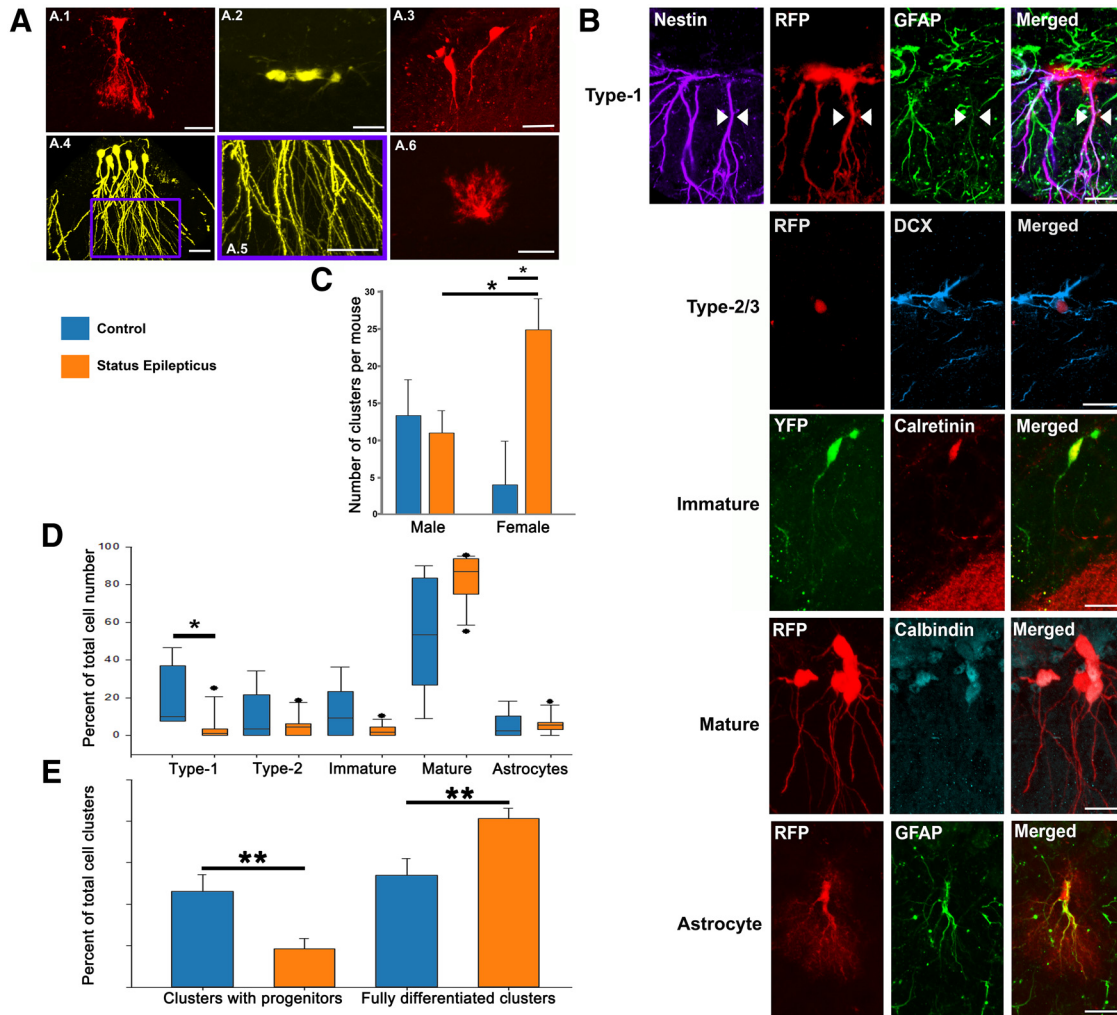 A
A.1
A.2
A.3
A.4
A.5
A.6
Control
Status Epilepticus
C
Number of clusters per mouse
30
25
20
15
10
5
0
*
*
Male
Female
D
Percent of total cell number
100
80
60
40
20
0
*
Type-1
Type-2
Immature
Mature
Astrocytes
E
Percent of total cell clusters
**
**
Clusters with progenitors
Fully differentiated clusters
B
Nestin
RFP
GFAP
Merged
Type-1
RFP
DCX
Merged
Type-2/3
YFP
Calretinin
Merged
Immature
RFP
Calbindin
Merged
Mature
RFP
GFAP
Merged
Astrocyte